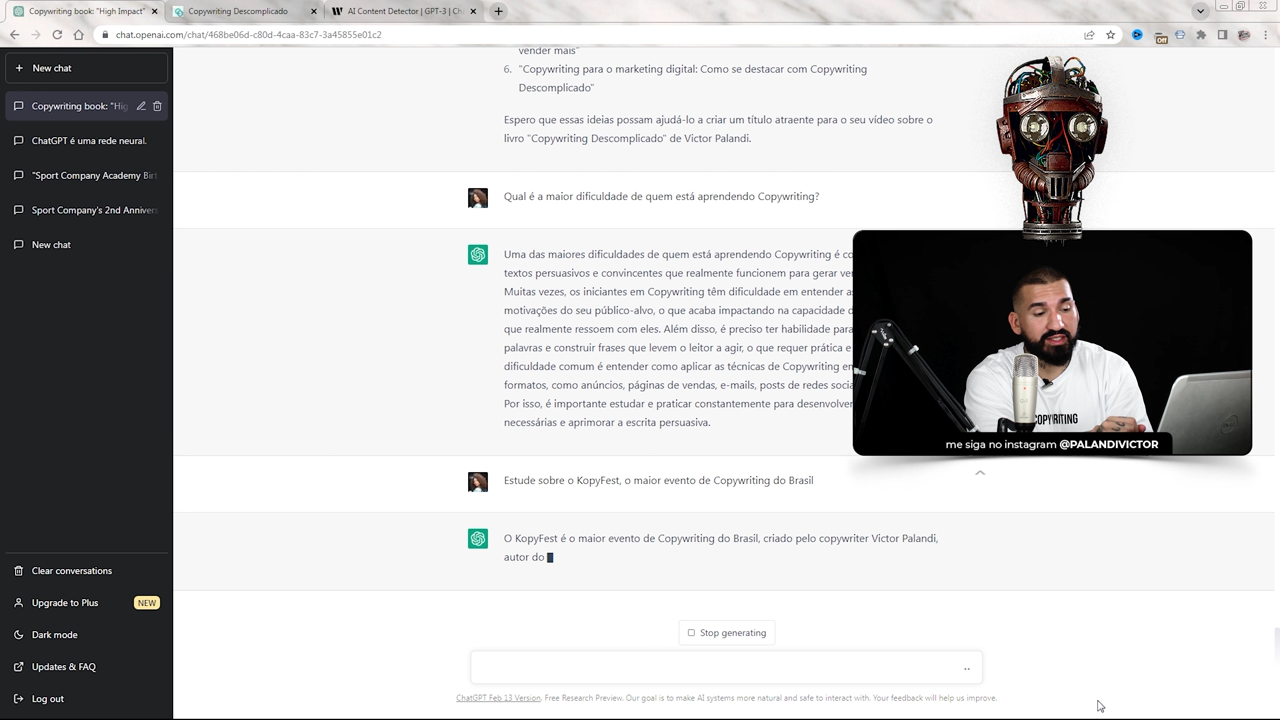 Copywriting book: "High Impact"
Copywriting Descomplicado
AI Content Detector | GPT-3 | Ch
chat.openai.com/chat/468be06d-c80d-4caa-83c7-3a45855e01c2
Off
New chat
Copywriting book: "Hig
ChatGPT é uma rede neural.
"Sport Company Academy Birt
Sport Company's 2nd Annivers
New chat
Clear conversations
Upgrade to Plus
NEW
Dark mode
Updates & FAQ
Log out
vender mais"
6. "Copywriting para o marketing digital: Como se destacar com Copywriting
Descomplicado"
Espero que essas ideias possam ajudá-lo a criar um título atraente para o seu vídeo sobre o
livro "Copywriting Descomplicado" de Victor Palandi.
Qual é a maior dificuldade de quem está aprendendo Copywriting?
Uma das maiores dificuldades de quem está aprendendo Copywriting é co
textos persuasivos e convincentes que realmente funcionem para gerar ver
Muitas vezes, os iniciantes em Copywriting têm dificuldade em entender as
motivações do seu público-alvo, o que acaba impactando na capacidade d
que realmente ressoem com eles. Além disso, é preciso ter habilidade para
palavras e construir frases que levem o leitor a agir, o que requer prática e
dificuldade comum é entender como aplicar as técnicas de Copywriting em
formatos, como anúncios, páginas de vendas, e-mails, posts de redes socia
Por isso, é importante estudar e praticar constantemente para desenvolver
necessárias e aprimorar a escrita persuasiva.
COPYWRITING
me siga no instagram @PALANDIVICTOR
Estude sobre o KopyFest, o maior evento de Copywriting do Brasil
O KopyFest é o maior evento de Copywriting do Brasil, criado pelo copywriter Victor Palandi,
autor do
Stop generating
ChatGPT Feb 13 Version. Free Research Preview. Our goal is to make AI systems more natural and safe to interact with. Your feedback will help us improve.